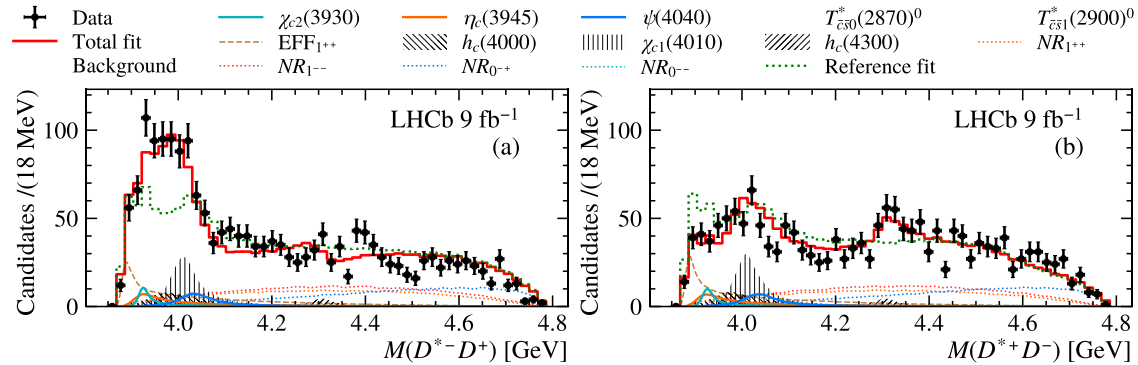 Data χc2(3930) ηc(3945) ψ(4040) T*c̄s̄0(2870)⁰ T*c̄s̄1(2900)⁰
Total fit EFF1++ hc(4000) χc1(4010) hc(4300) NR1++
Background NR1−− NR0−+ NR0−− Reference fit
LHCb 9 fb⁻¹
(a)
Candidates /(18 MeV)
100
50
0
4.0 4.2 4.4 4.6 4.8
M(D*−D+) [GeV]
LHCb 9 fb⁻¹
(b)
Candidates /(18 MeV)
100
50
0
4.0 4.2 4.4 4.6 4.8
M(D*+D−) [GeV]